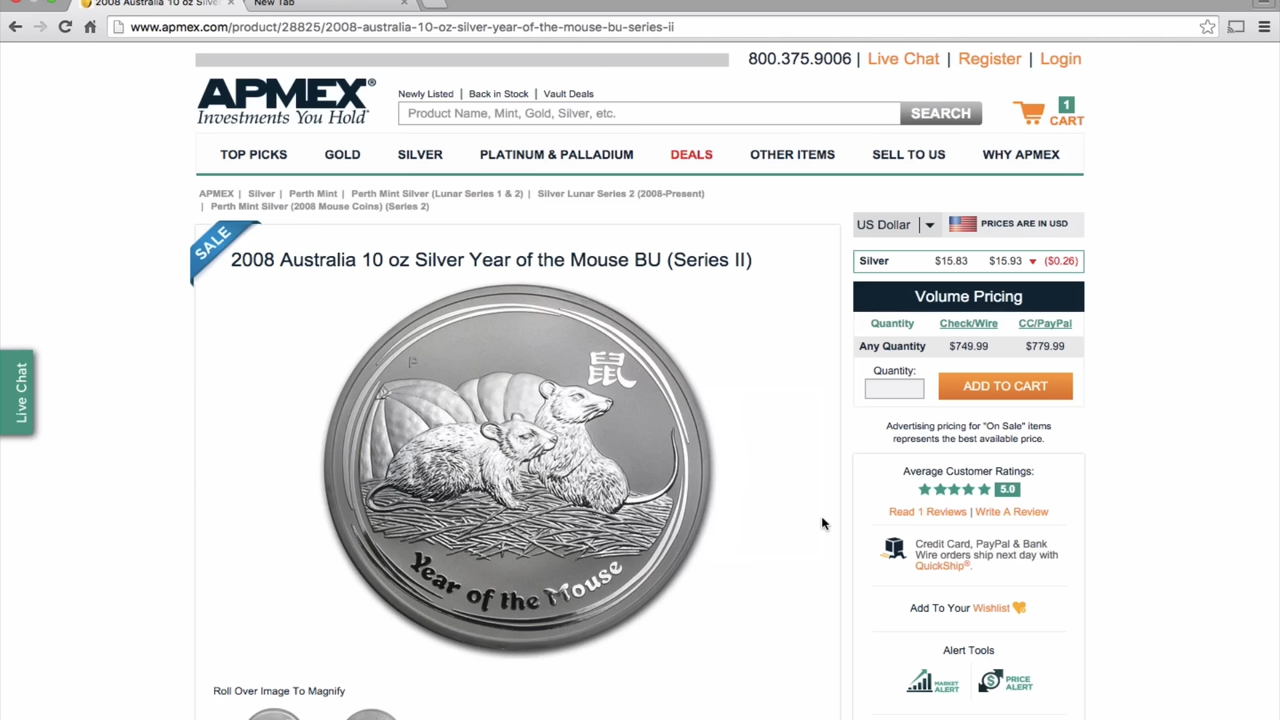 2008 Australia 10 oz Silver
New Tab
www.apmex.com/product/28825/2008-australia-10-oz-silver-year-of-the-mouse-bu-series-ii
800.375.9006 | Live Chat | Register | Login
APMEX®
Investments You Hold®
Newly Listed | Back in Stock | Vault Deals
Product Name, Mint, Gold, Silver, etc.
SEARCH
1
CART
TOP PICKS GOLD SILVER PLATINUM & PALLADIUM DEALS OTHER ITEMS SELL TO US WHY APMEX
APMEX | Silver | Perth Mint | Perth Mint Silver (Lunar Series 1 & 2) | Silver Lunar Series 2 (2008-Present)
| Perth Mint Silver (2008 Mouse Coins) (Series 2)
SALE
2008 Australia 10 oz Silver Year of the Mouse BU (Series II)
鼠
P
Year of the Mouse
Roll Over Image To Magnify
Live Chat
US Dollar
PRICES ARE IN USD
Silver $15.83 $15.93 ($0.26)
Volume Pricing
Quantity Check/Wire CC/PayPal
Any Quantity $749.99 $779.99
Quantity:
ADD TO CART
Advertising pricing for "On Sale" items
represents the best available price.
Average Customer Ratings:
5.0
Read 1 Reviews | Write A Review
Credit Card, PayPal & Bank
Wire orders ship next day with
QuickShip®.
Add To Your Wishlist
Alert Tools
MARKET
ALERT
PRICE
ALERT